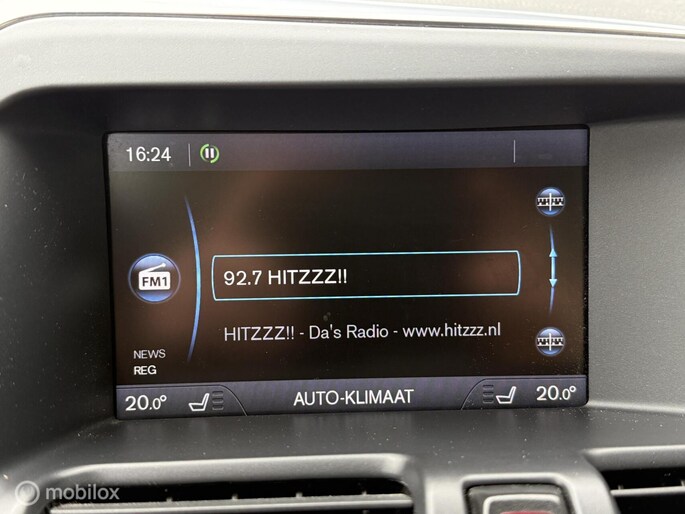 16:24
FM1
92.7 HITZZZ!!
HITZZZ!! - Da's Radio - www.hitzzz.nl
NEWS
REG
20.0° AUTO-KLIMAAT 20.0°
mobilox